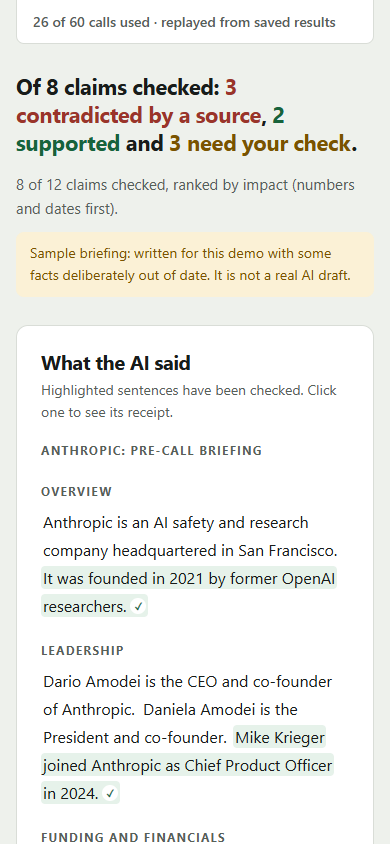 26 of 60 calls used · replayed from saved results
Of 8 claims checked: 3
contradicted by a source, 2
supported and 3 need your check.
8 of 12 claims checked, ranked by impact (numbers
and dates first).
Sample briefing: written for this demo with some
facts deliberately out of date. It is not a real AI draft.
What the AI said
Highlighted sentences have been checked. Click
one to see its receipt.
ANTHROPIC: PRE-CALL BRIEFING
OVERVIEW
Anthropic is an AI safety and research
company headquartered in San Francisco.
It was founded in 2021 by former OpenAI
researchers. ✓
LEADERSHIP
Dario Amodei is the CEO and co-founder
of Anthropic. Daniela Amodei is the
President and co-founder. Mike Krieger
joined Anthropic as Chief Product Officer
in 2024. ✓
FUNDING AND FINANCIALS